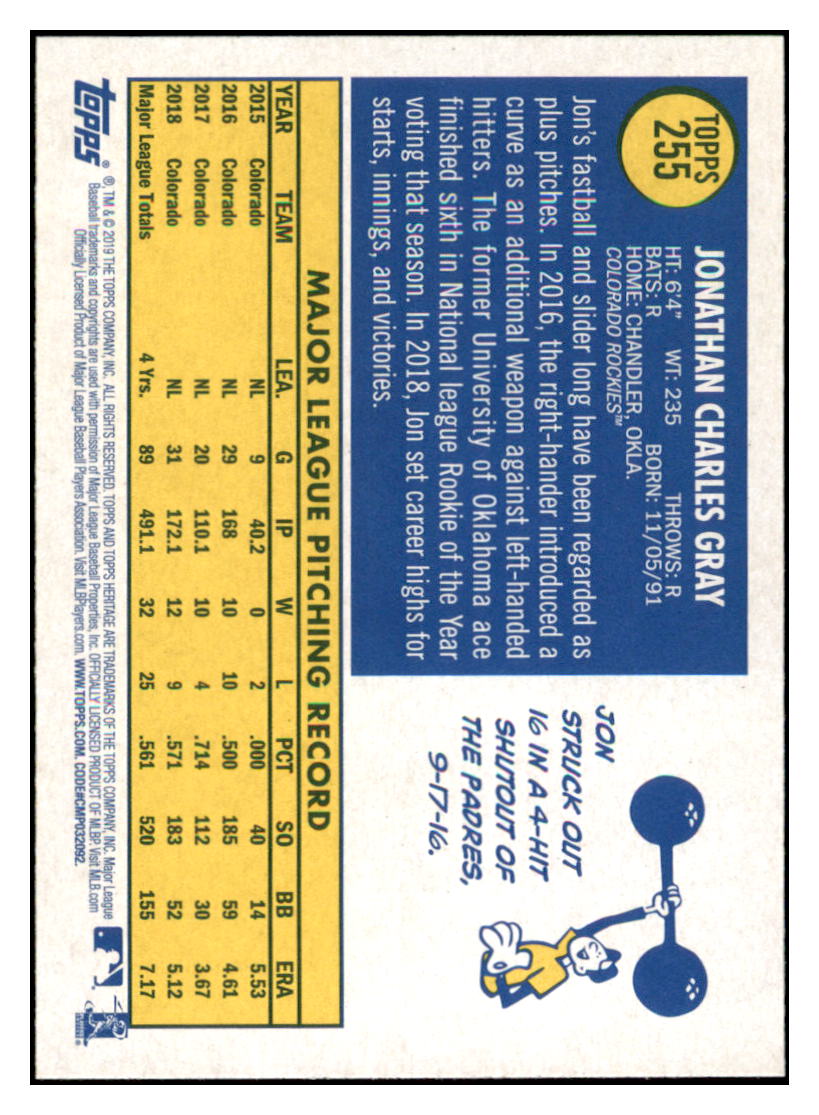 TOPPS
255
JONATHAN CHARLES GRAY
HT: 6'4" WT: 235 THROWS: R
BATS: R BORN: 11/05/91
HOME: CHANDLER, OKLA.
COLORADO ROCKIES™
Jon's fastball and slider long have been regarded as
plus pitches. In 2016, the right-hander introduced a
curve as an additional weapon against left-handed
hitters. The former University of Oklahoma ace
finished sixth in National league Rookie of the Year
voting that season. In 2018, Jon set career highs for
starts, innings, and victories.
JON
STRUCK OUT
16 IN A 4-HIT
SHUTOUT OF
THE PADRES,
9-17-16.
MAJOR LEAGUE PITCHING RECORD
YEAR TEAM LEA. G IP W L PCT SO BB ERA
2015 Colorado NL 9 40.2 0 2 .000 40 14 5.53
2016 Colorado NL 29 168 10 10 .500 185 59 4.61
2017 Colorado NL 20 110.1 10 4 .714 112 30 3.67
2018 Colorado NL 31 172.1 12 9 .571 183 52 5.12
Major League Totals 4 Yrs. 89 491.1 32 25 .561 520 155 7.17
topps®
®, TM & © 2019 THE TOPPS COMPANY, INC. ALL RIGHTS RESERVED. TOPPS AND TOPPS HERITAGE ARE TRADEMARKS OF THE TOPPS COMPANY, INC. Major League
Baseball trademarks and copyrights are used with permission of Major League Baseball Properties, Inc. OFFICIALLY LICENSED PRODUCT OF MLBP. Visit MLB.com
Officially Licensed Product of Major League Baseball Players Association. Visit MLBPlayers.com. WWW.TOPPS.COM. CODE#CMP032092.